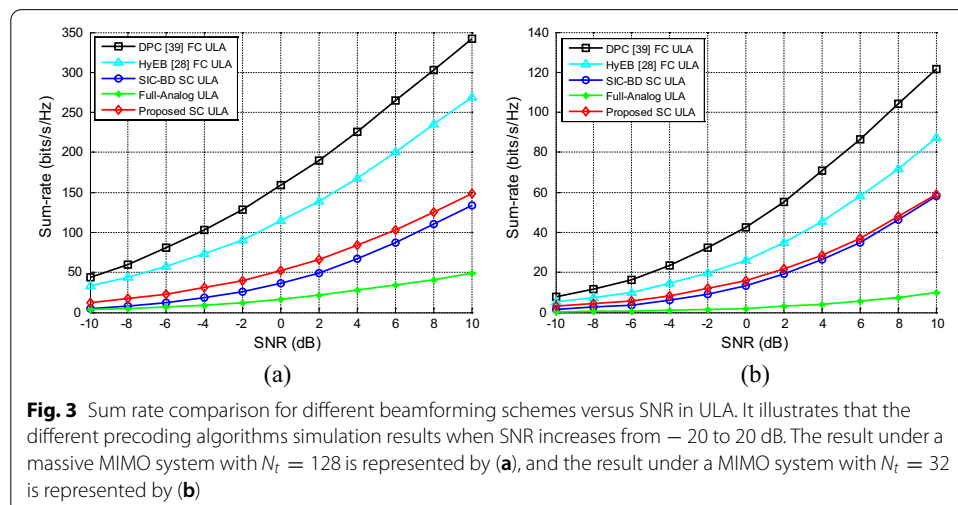 350
300
250
200
150
100
50
0
Sum-rate (bits/s/Hz)
DPC [39] FC ULA
HyEB [28] FC ULA
SIC-BD SC ULA
Full-Analog ULA
Proposed SC ULA
-10 -8 -6 -4 -2 0 2 4 6 8 10
SNR (dB)
(a)
140
120
100
80
60
40
20
0
Sum-rate (bits/s/Hz)
DPC [39] FC ULA
HyEB [28] FC ULA
SIC-BD SC ULA
Full-Analog ULA
Proposed SC ULA
-10 -8 -6 -4 -2 0 2 4 6 8 10
SNR (dB)
(b)
Fig. 3 Sum rate comparison for different beamforming schemes versus SNR in ULA. It illustrates that the
different precoding algorithms simulation results when SNR increases from − 20 to 20 dB. The result under a
massive MIMO system with N_t = 128 is represented by (a), and the result under a MIMO system with N_t = 32
is represented by (b)